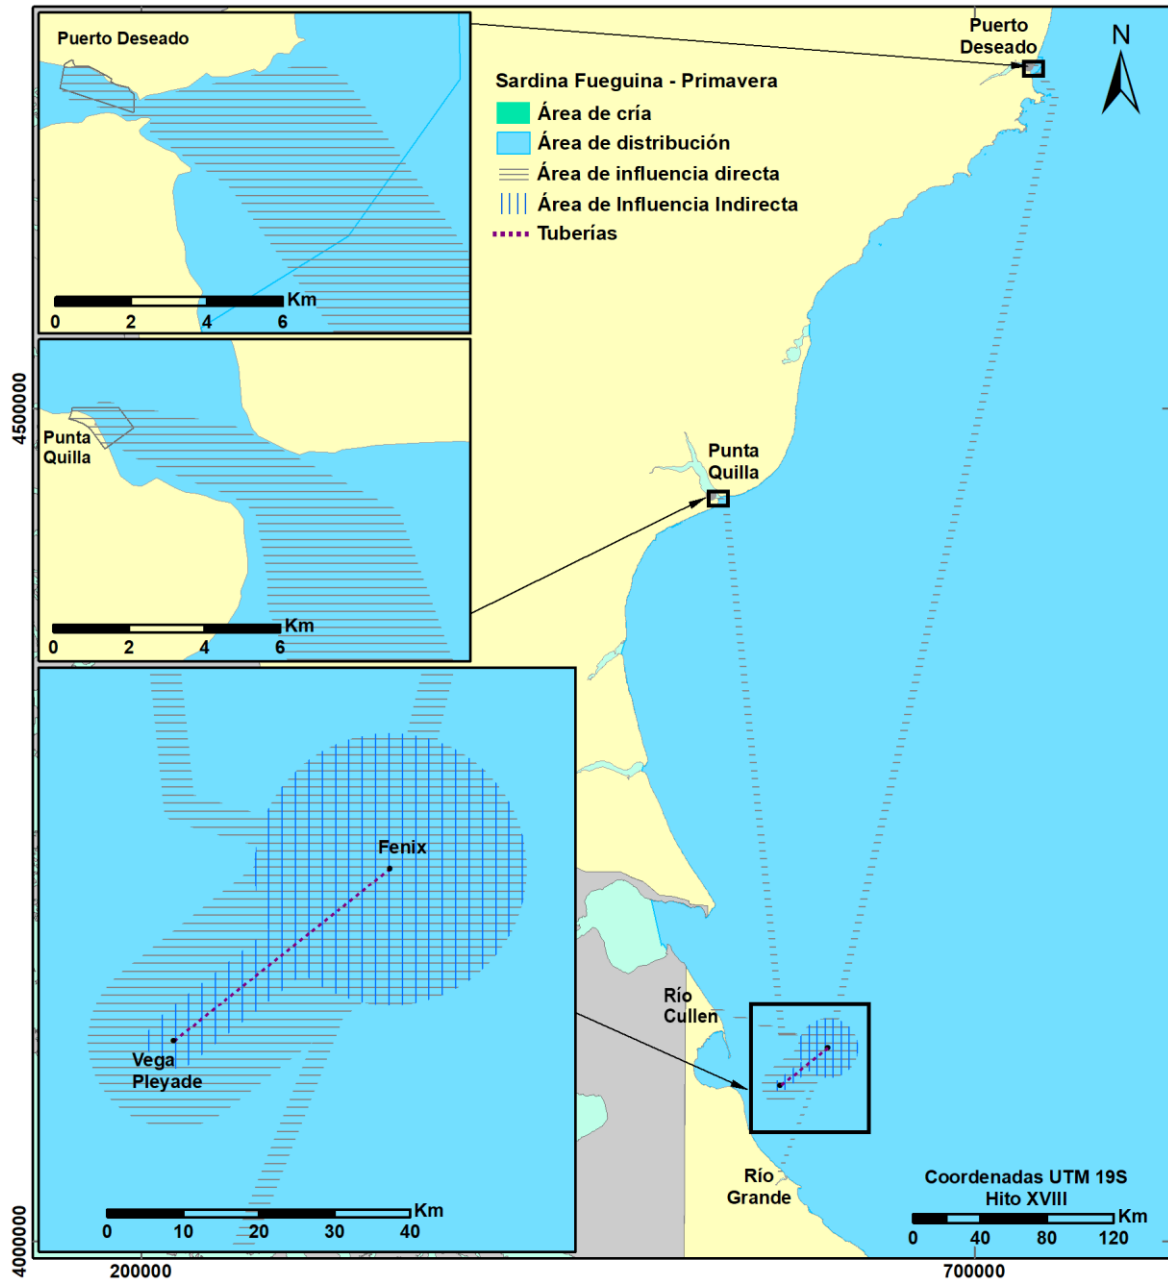 Puerto Deseado
Km
0 2 4 6
Sardina Fueguina - Primavera
Área de cría
Área de distribución
Área de influencia directa
Área de Influencia Indirecta
Tuberías
Puerto
Deseado
N
Punta
Quilla
Km
0 2 4 6
Punta
Quilla
Fenix
Vega
Pleyade
Km
0 10 20 30 40
Río
Cullen
Río
Grande
Coordenadas UTM 19S
Hito XVIII
Km
0 40 80 120
4500000
4000000
200000
700000